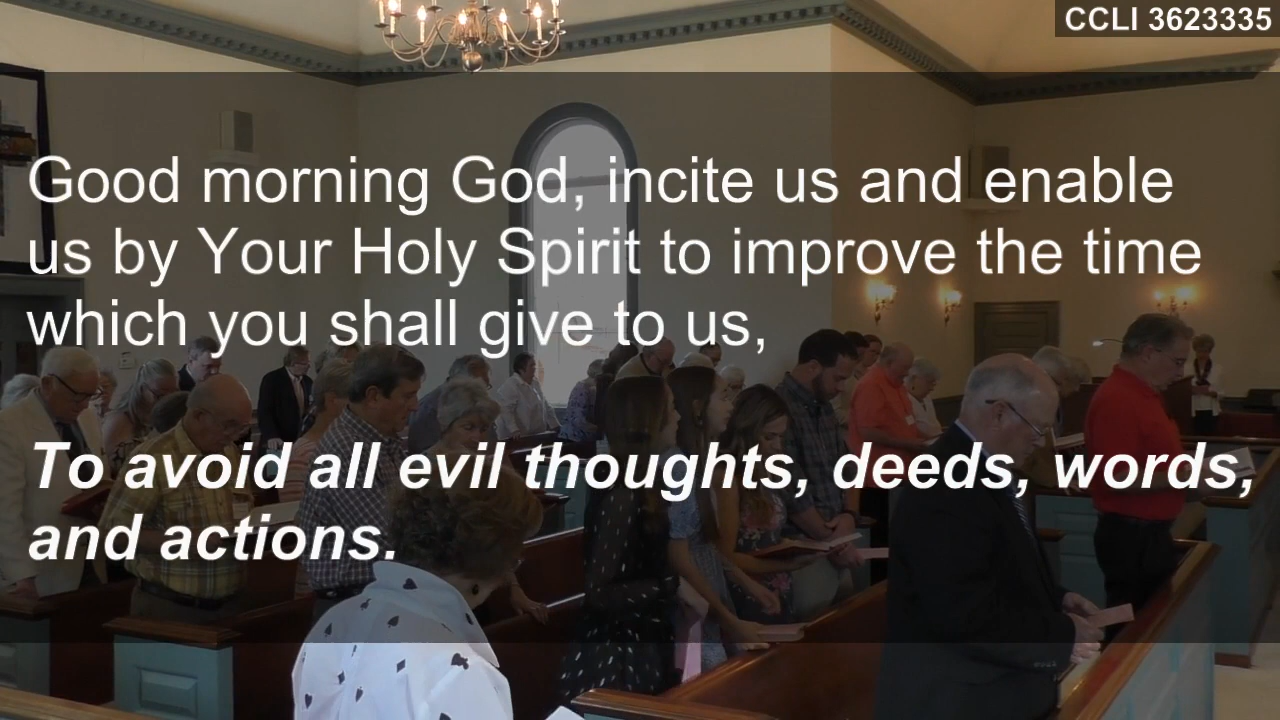 CCLI 3623335
Good morning God, incite us and enable
us by Your Holy Spirit to improve the time
which you shall give to us,
To avoid all evil thoughts, deeds, words,
and actions.